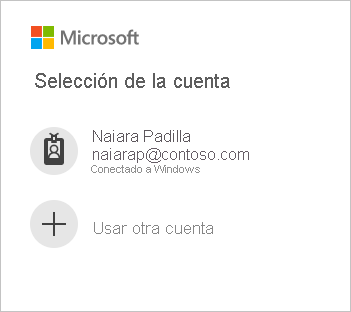 Microsoft
Selección de la cuenta
Naiara Padilla
naiarap@contoso.com
Conectado a Windows
Usar otra cuenta